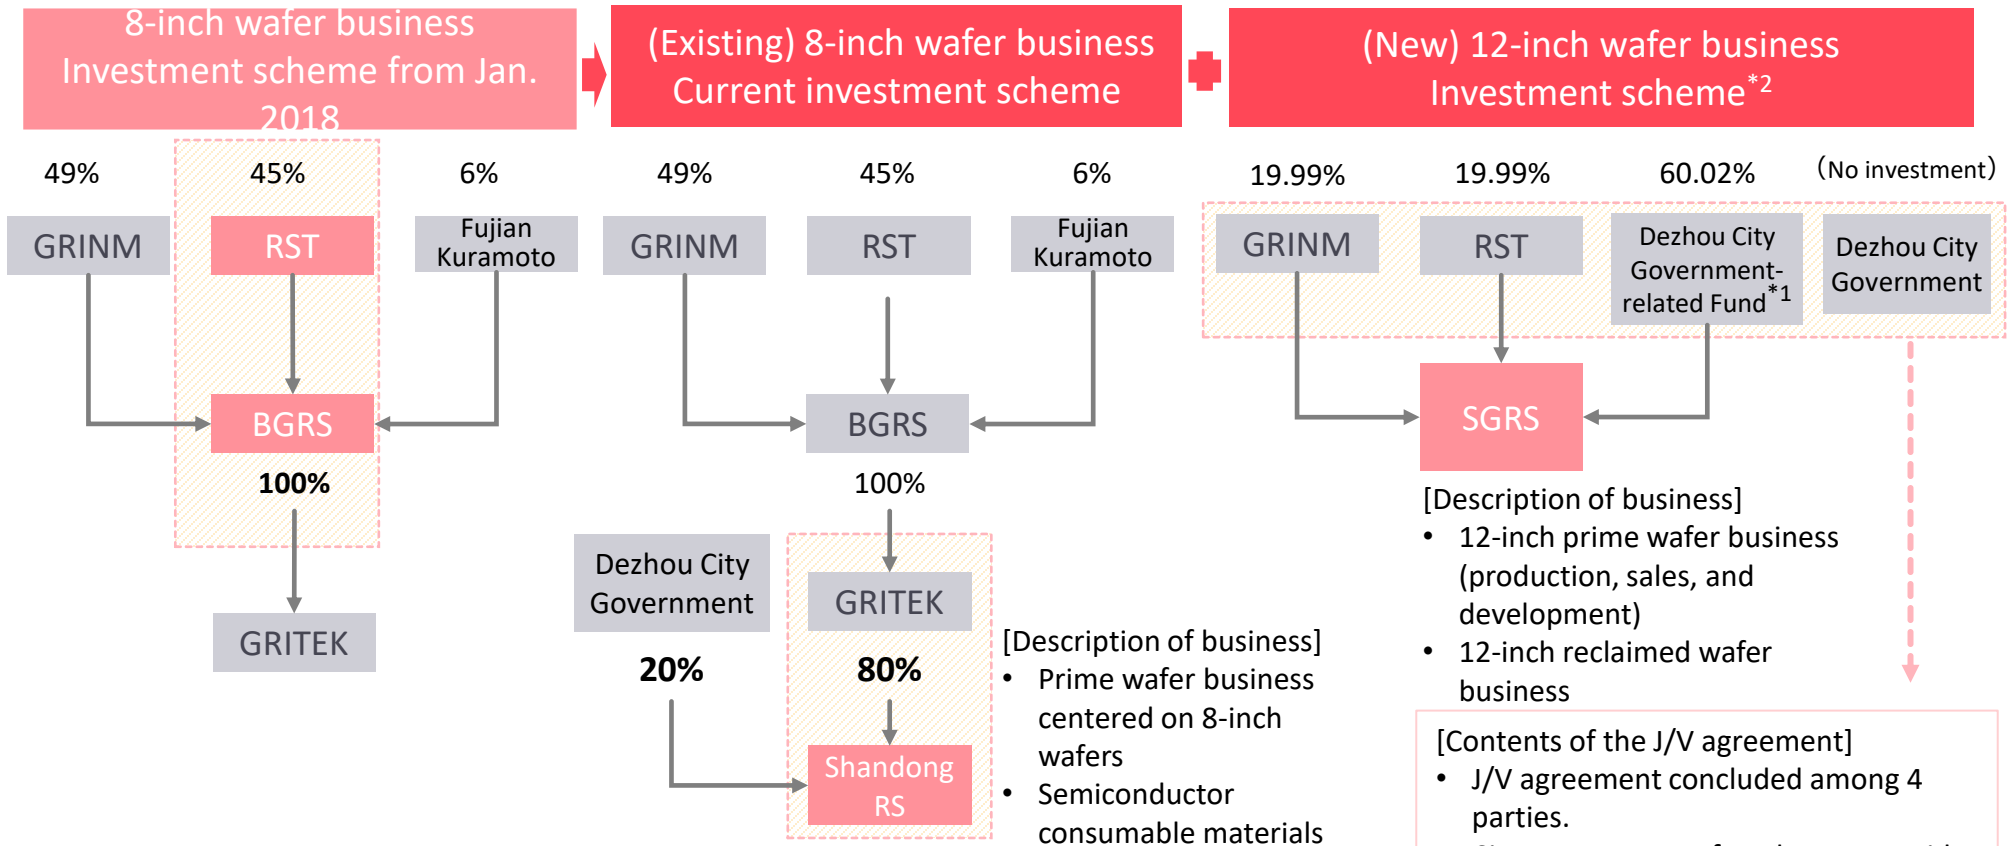 8-inch wafer business
Investment scheme from Jan.
2018
(Existing) 8-inch wafer business
Current investment scheme
(New) 12-inch wafer business
Investment scheme*2
49%
45%
6%
GRINM
RST
Fujian
Kuramoto
BGRS
100%
GRITEK
49%
45%
6%
GRINM
RST
Fujian
Kuramoto
BGRS
100%
Dezhou City
Government
GRITEK
20%
80%
Shandong
RS
[Description of business]
• Prime wafer business
centered on 8-inch
wafers
• Semiconductor
consumable materials
19.99%
19.99%
60.02%
(No investment)
GRINM
RST
Dezhou City
Government-
related Fund*1
Dezhou City
Government
SGRS
[Description of business]
• 12-inch prime wafer business
(production, sales, and
development)
• 12-inch reclaimed wafer
business
[Contents of the J/V agreement]
• J/V agreement concluded among 4
parties.